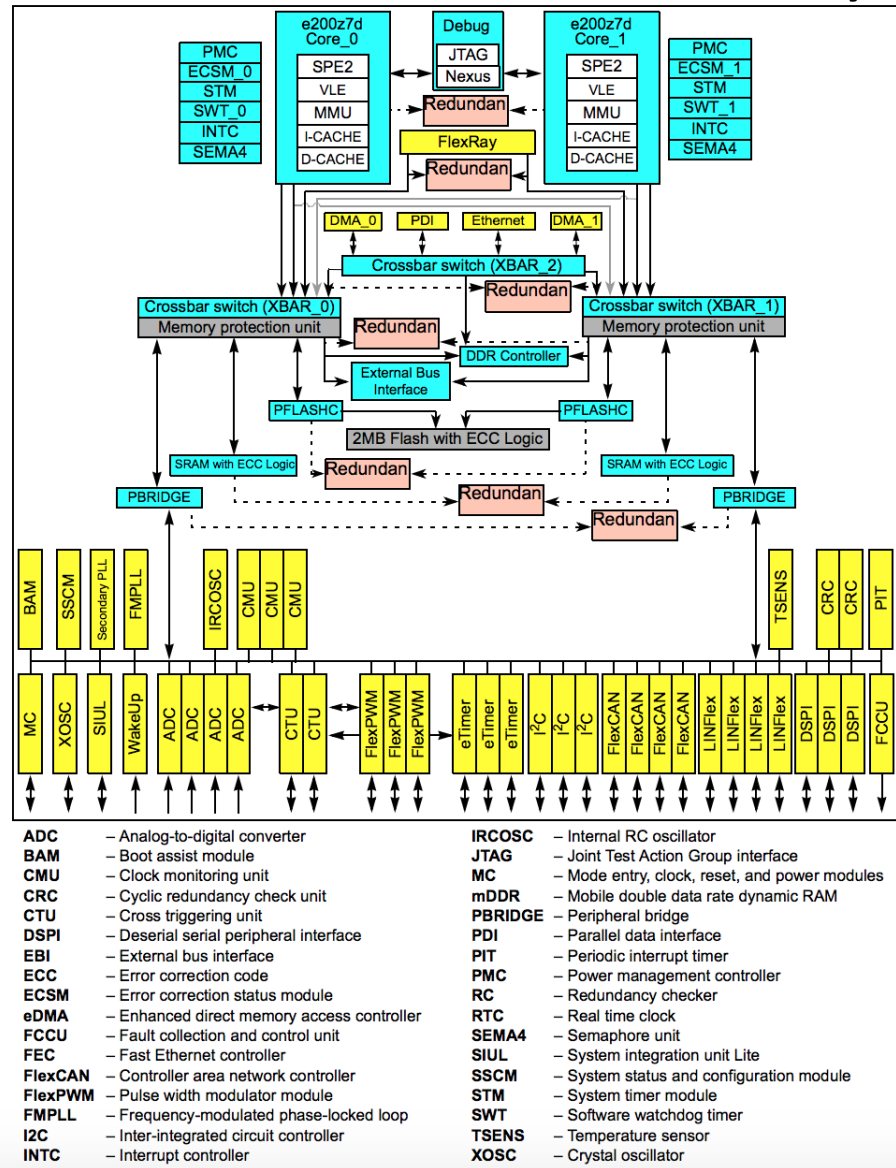 e200z7d
Core_0
SPE2
VLE
MMU
I-CACHE
D-CACHE
Debug
JTAG
Nexus
e200z7d
Core_1
SPE2
VLE
MMU
I-CACHE
D-CACHE
PMC
ECSM_0
STM
SWT_0
INTC
SEMA4
PMC
ECSM_1
STM
SWT_1
INTC
SEMA4
Redundan
FlexRay
Redundan
DMA_0
PDI
Ethernet
DMA_1
Crossbar switch (XBAR_2)
Redundan
Crossbar switch (XBAR_0)
Memory protection unit
Crossbar switch (XBAR_1)
Memory protection unit
Redundan
DDR Controller
External Bus
Interface
PFLASHC
PFLASHC
2MB Flash with ECC Logic
SRAM with ECC Logic
Redundan
SRAM with ECC Logic
PBRIDGE
Redundan
PBRIDGE
Redundan
BAM
SSCM
Secondary PLL
FMPLL
IRCOSC
CMU
CMU
CMU
TSENS
CRC
CRC
PIT
MC
XOSC
SIUL
WakeUp
ADC
ADC
ADC
ADC
CTU
CTU
FlexPWM
FlexPWM
FlexPWM
eTimer
eTimer
eTimer
I²C
I²C
I²C
FlexCAN
FlexCAN
FlexCAN
FlexCAN
LINFlex
LINFlex
LINFlex
LINFlex
DSPI
DSPI
DSPI
FCCU
ADC – Analog-to-digital converter
BAM – Boot assist module
CMU – Clock monitoring unit
CRC – Cyclic redundancy check unit
CTU – Cross triggering unit
DSPI – Deserial serial peripheral interface
EBI – External bus interface
ECC – Error correction code
ECSM – Error correction status module
eDMA – Enhanced direct memory access controller
FCCU – Fault collection and control unit
FEC – Fast Ethernet controller
FlexCAN – Controller area network controller
FlexPWM – Pulse width modulator module
FMPLL – Frequency-modulated phase-locked loop
I2C – Inter-integrated circuit controller
INTC – Interrupt controller
IRCOSC – Internal RC oscillator
JTAG – Joint Test Action Group interface
MC – Mode entry, clock, reset, and power modules
mDDR – Mobile double data rate dynamic RAM
PBRIDGE – Peripheral bridge
PDI – Parallel data interface
PIT – Periodic interrupt timer
PMC – Power management controller
RC – Redundancy checker
RTC – Real time clock
SEMA4 – Semaphore unit
SIUL – System integration unit Lite
SSCM – System status and configuration module
STM – System timer module
SWT – Software watchdog timer
TSENS – Temperature sensor
XOSC – Crystal oscillator